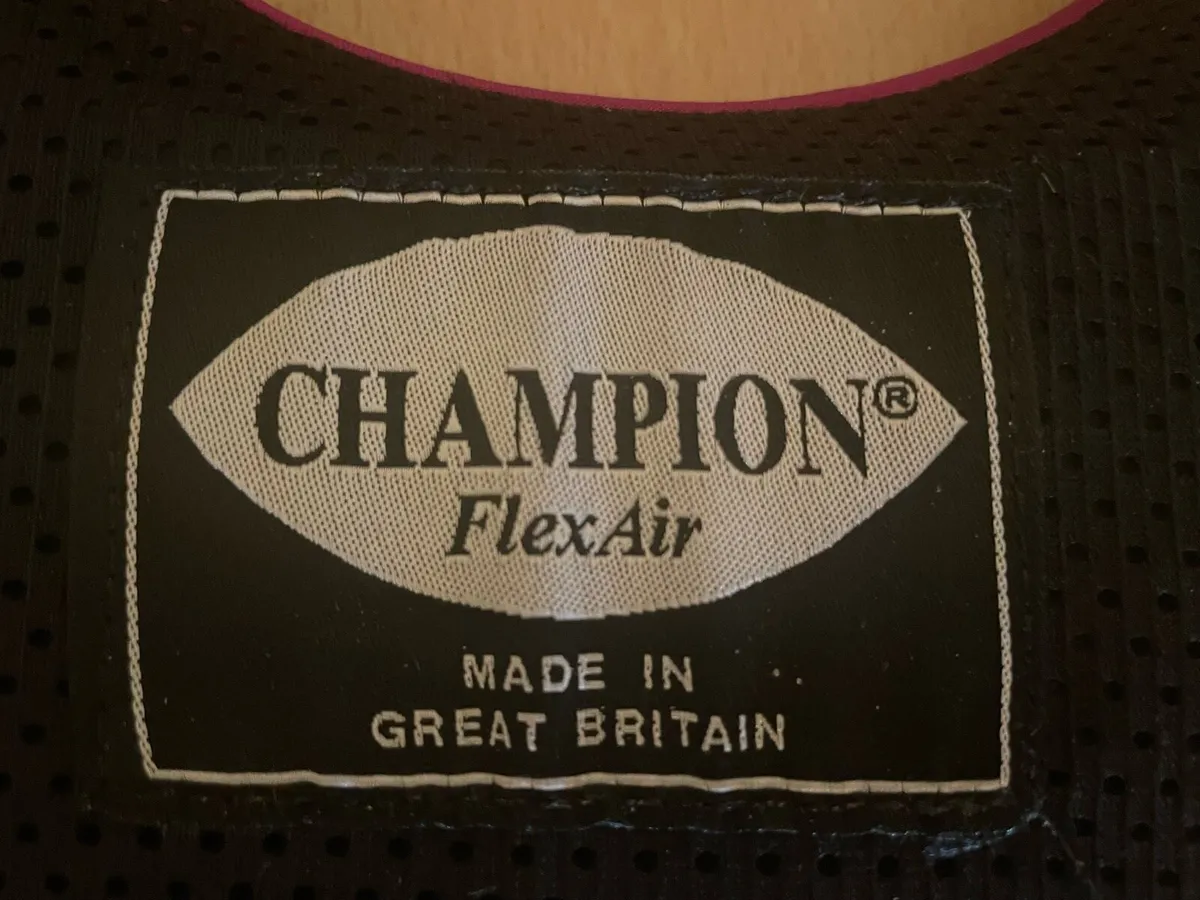 CHAMPION®
FlexAir
MADE IN
GREAT BRITAIN